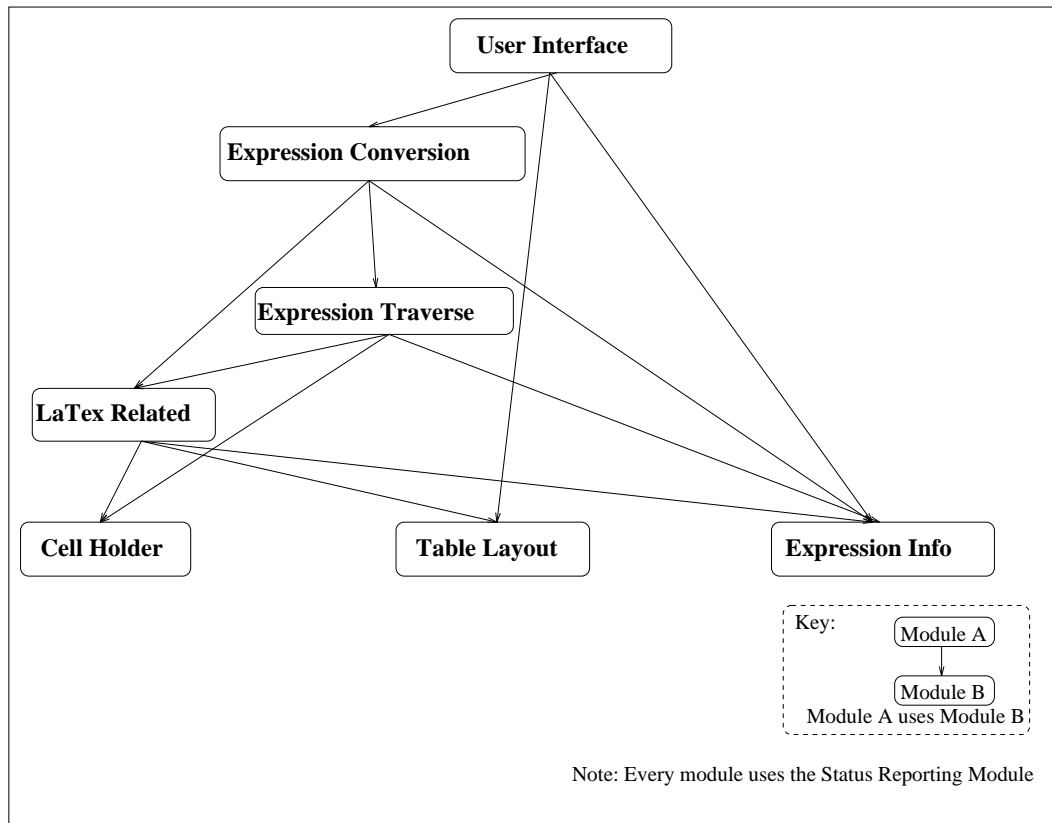 User Interface
Expression Conversion
Expression Traverse
LaTex Related
Cell Holder
Table Layout
Expression Info
Key:
Module A
Module B
Module A uses Module B
Note: Every module uses the Status Reporting Module